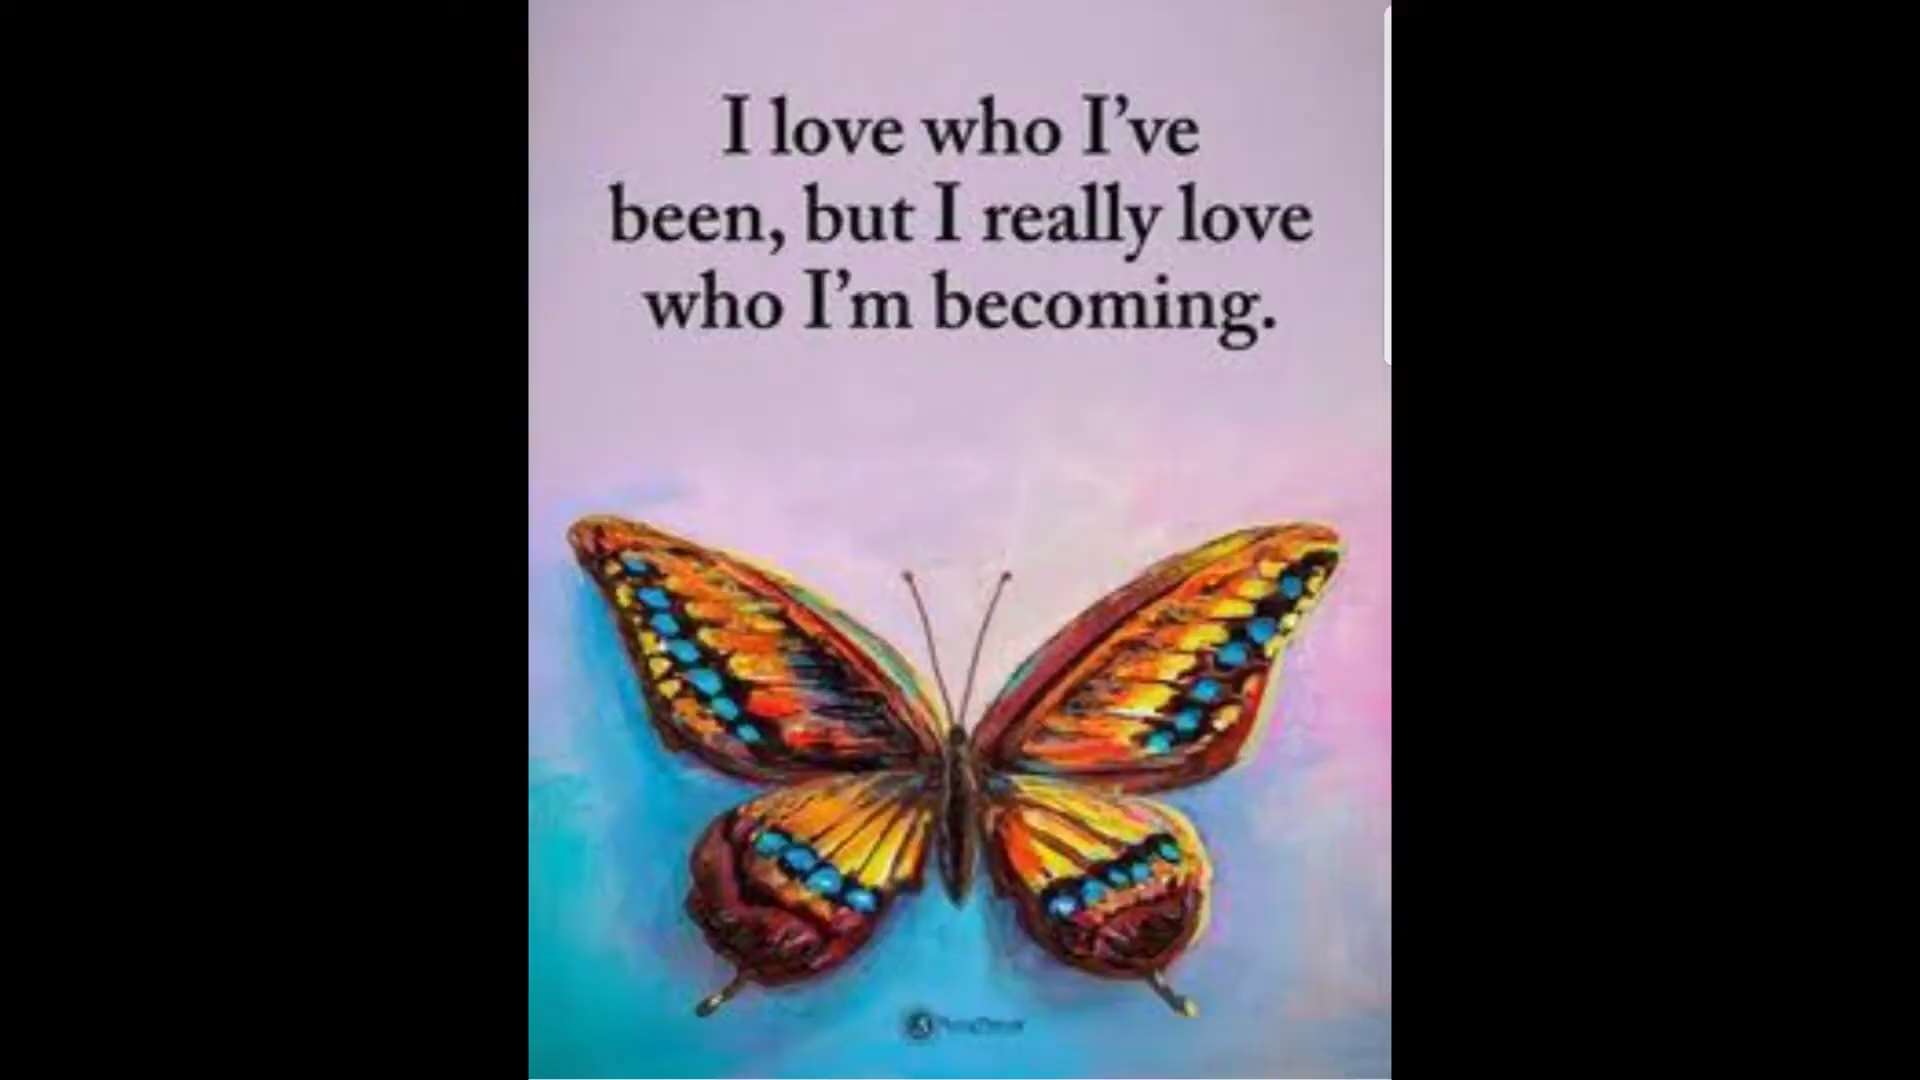 I love who I've
been, but I really love
who I'm becoming.